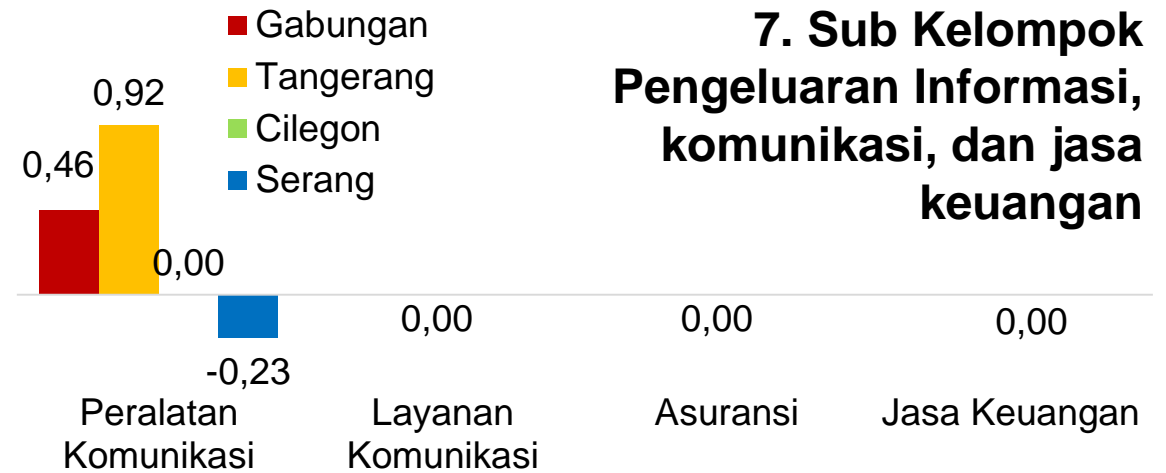 7. Sub Kelompok
Pengeluaran Informasi,
komunikasi, dan jasa
keuangan
Gabungan
Tangerang
Cilegon
Serang
0,46
0,92
0,00
-0,23
0,00
0,00
0,00
Peralatan
Komunikasi
Layanan
Komunikasi
Asuransi
Jasa Keuangan